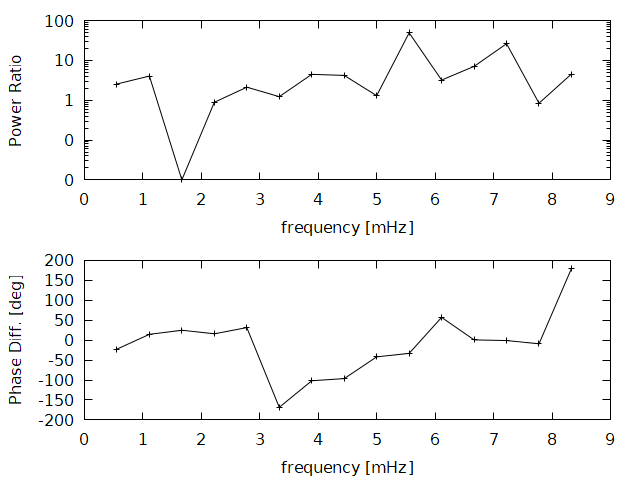 100
10
1
0
0
Power Ratio
0 1 2 3 4 5 6 7 8 9
frequency [mHz]
200
150
100
50
0
-50
-100
-150
-200
Phase Diff. [deg]
0 1 2 3 4 5 6 7 8 9
frequency [mHz]